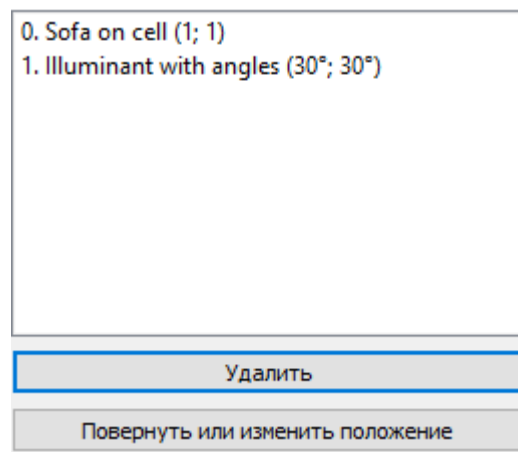 0. Sofa on cell (1; 1)
1. Illuminant with angles (30°; 30°)
Удалить
Повернуть или изменить положение